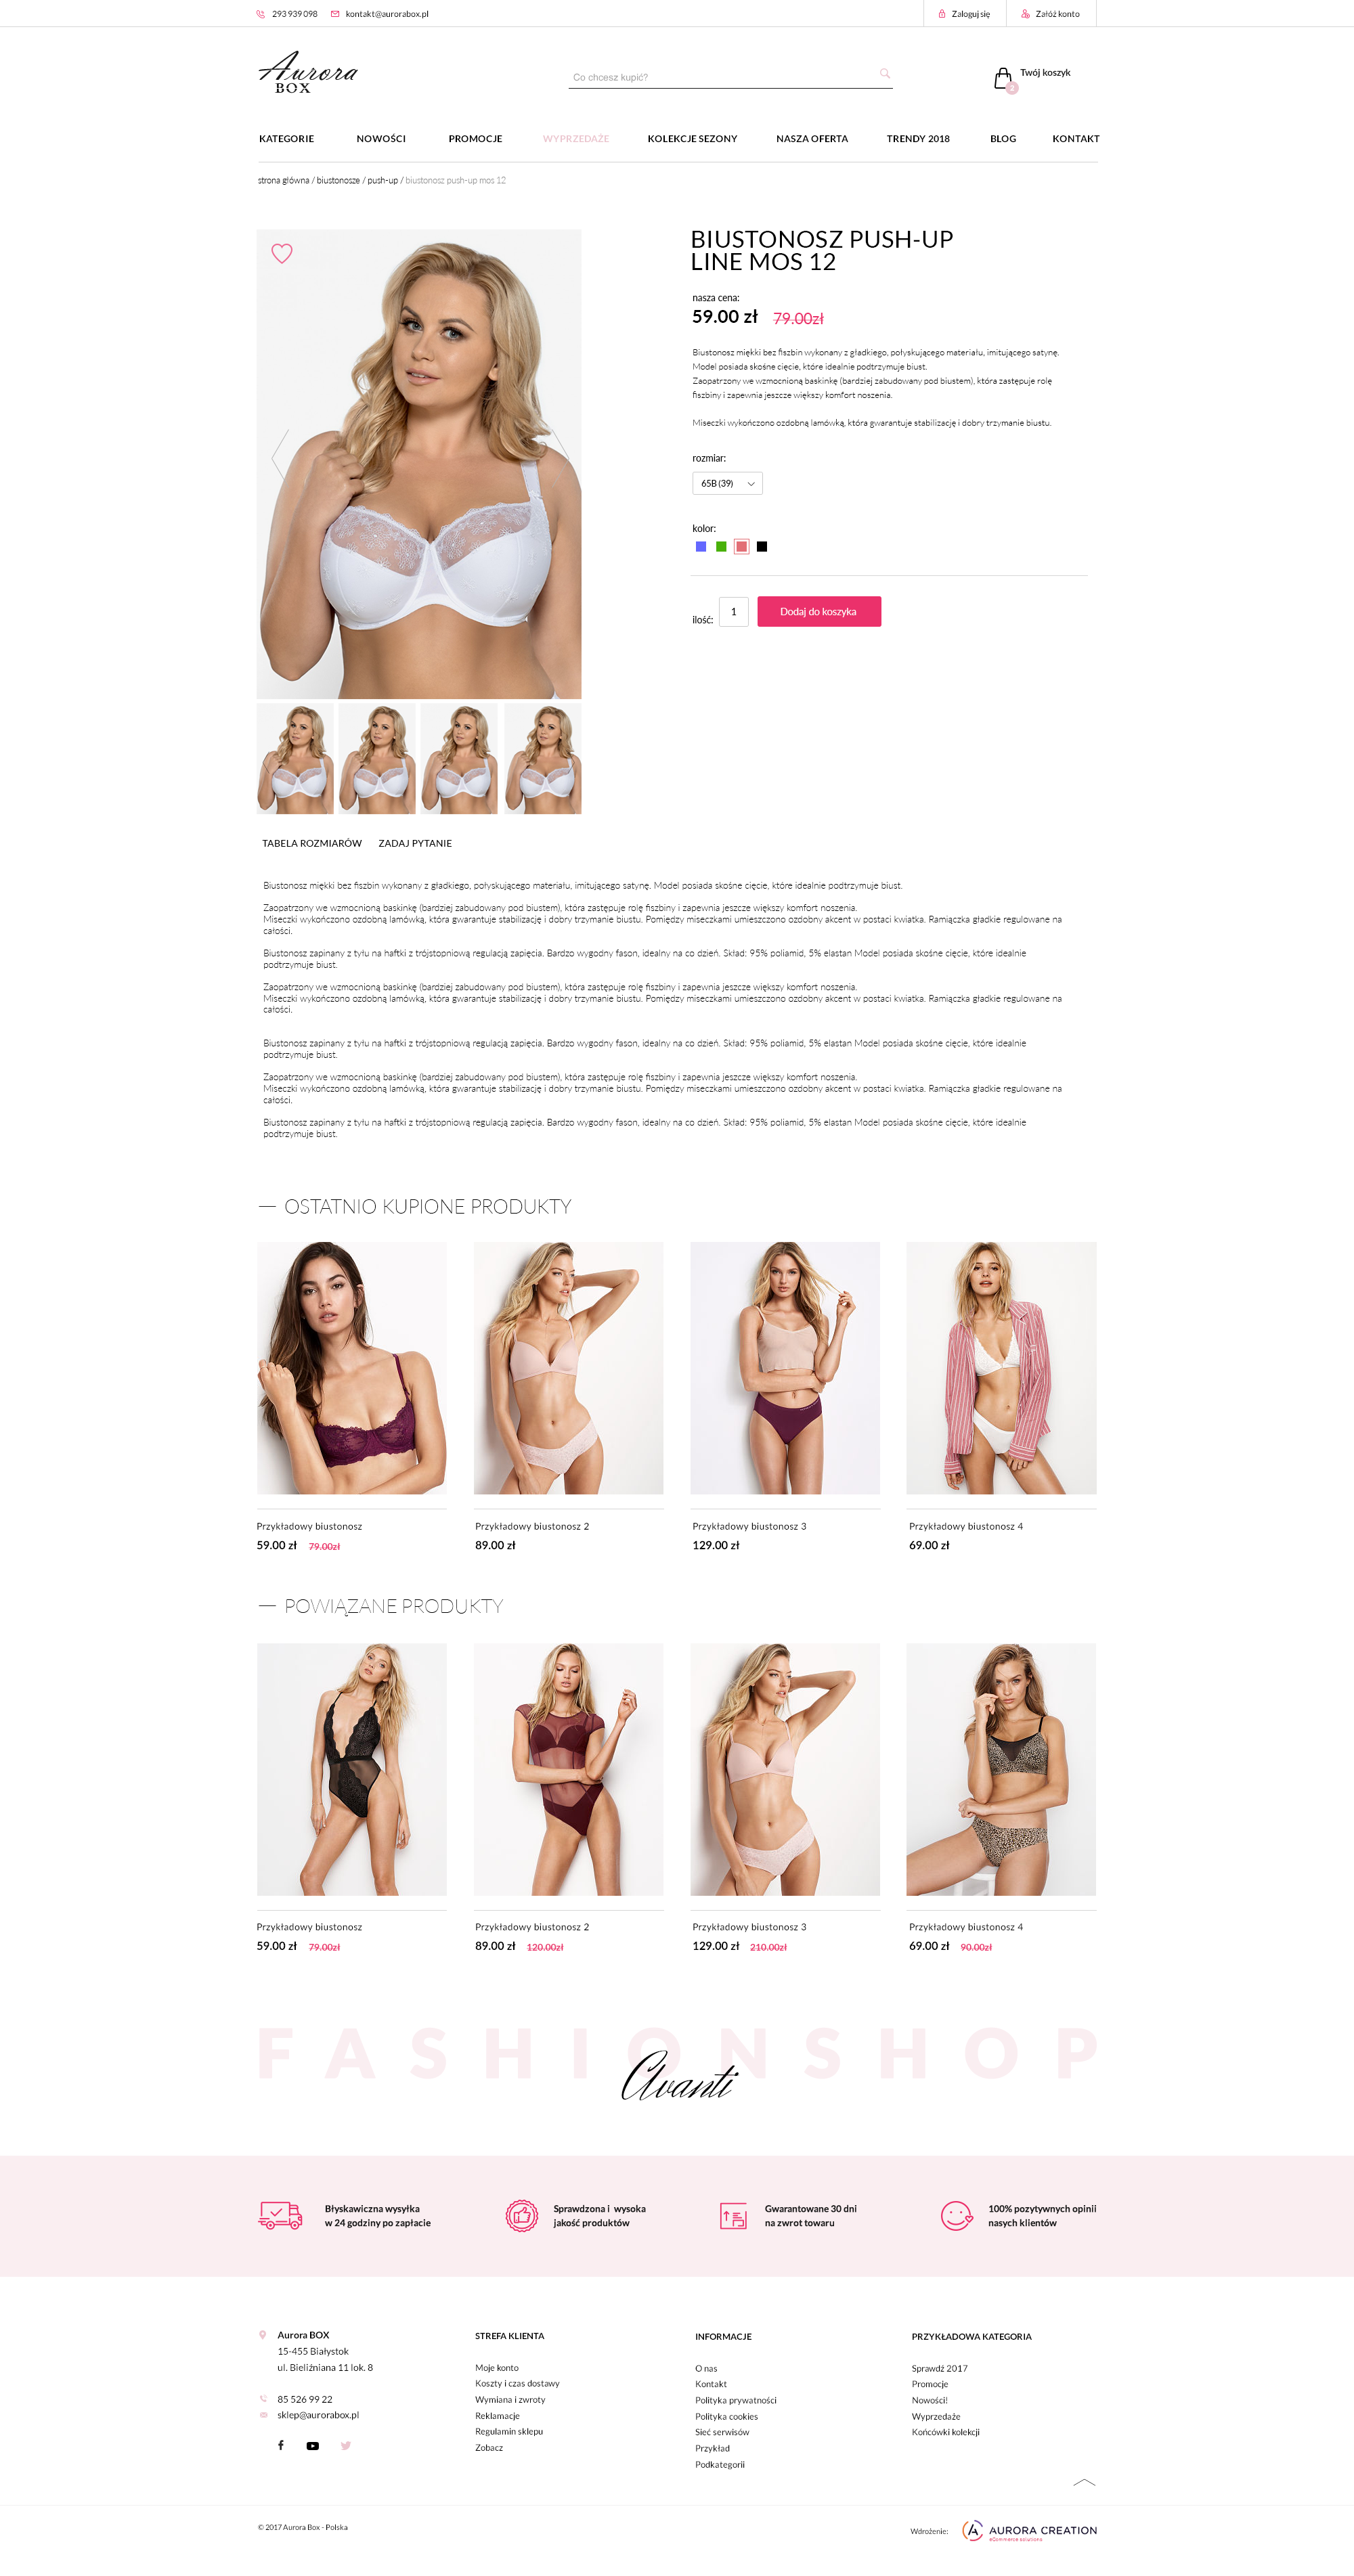 293 939 098 kontakt@aurorabox.pl Zaloguj się Załóż konto
Aurora
BOX
Co chcesz kupić?
Twój koszyk
2
KATEGORIE NOWOŚCI PROMOCJE WYPRZEDAŻE KOLEKCJE SEZONY NASZA OFERTA TRENDY 2018 BLOG KONTAKT
strona główna / biustonosze / push-up / biustonosz push-up mos 12
BIUSTONOSZ PUSH-UP
LINE MOS 12
nasza cena:
59.00 zł 79.00zł
Biustonosz miękki bez fiszbin wykonany z gładkiego, połyskującego materiału, imitującego satynę.
Model posiada skośne cięcie, które idealnie podtrzymuje biust.
Zaopatrzony we wzmocnioną baskinkę (bardziej zabudowany pod biustem), która zastępuje rolę
fiszbiny i zapewnia jeszcze większy komfort noszenia.
Miseczki wykończono ozdobną lamówką, która gwarantuje stabilizację i dobry trzymanie biustu.
rozmiar:
65B (39)
kolor:
ilość: 1 Dodaj do koszyka
TABELA ROZMIARÓW ZADAJ PYTANIE
Biustonosz miękki bez fiszbin wykonany z gładkiego, połyskującego materiału, imitującego satynę. Model posiada skośne cięcie, które idealnie podtrzymuje biust.
Zaopatrzony we wzmocnioną baskinkę (bardziej zabudowany pod biustem), która zastępuje rolę fiszbiny i zapewnia jeszcze większy komfort noszenia.
Miseczki wykończono ozdobną lamówką, która gwarantuje stabilizację i dobry trzymanie biustu. Pomiędzy miseczkami umieszczono ozdobny akcent w postaci kwiatka. Ramiączka gładkie regulowane na
całości.
Biustonosz zapinany z tyłu na haftki z trójstopniową regulacją zapięcia. Bardzo wygodny fason, idealny na co dzień. Skład: 95% poliamid, 5% elastan Model posiada skośne cięcie, które idealnie
podtrzymuje biust.
Zaopatrzony we wzmocnioną baskinkę (bardziej zabudowany pod biustem), która zastępuje rolę fiszbiny i zapewnia jeszcze większy komfort noszenia.
Miseczki wykończono ozdobną lamówką, która gwarantuje stabilizację i dobry trzymanie biustu. Pomiędzy miseczkami umieszczono ozdobny akcent w postaci kwiatka. Ramiączka gładkie regulowane na
całości.
Biustonosz zapinany z tyłu na haftki z trójstopniową regulacją zapięcia. Bardzo wygodny fason, idealny na co dzień. Skład: 95% poliamid, 5% elastan Model posiada skośne cięcie, które idealnie
podtrzymuje biust.
Zaopatrzony we wzmocnioną baskinkę (bardziej zabudowany pod biustem), która zastępuje rolę fiszbiny i zapewnia jeszcze większy komfort noszenia.
Miseczki wykończono ozdobną lamówką, która gwarantuje stabilizację i dobry trzymanie biustu. Pomiędzy miseczkami umieszczono ozdobny akcent w postaci kwiatka. Ramiączka gładkie regulowane na
całości.
Biustonosz zapinany z tyłu na haftki z trójstopniową regulacją zapięcia. Bardzo wygodny fason, idealny na co dzień. Skład: 95% poliamid, 5% elastan Model posiada skośne cięcie, które idealnie
podtrzymuje biust.
OSTATNIO KUPIONE PRODUKTY
Przykładowy biustonosz Przykładowy biustonosz 2 Przykładowy biustonosz 3 Przykładowy biustonosz 4
59.00 zł 79.00zł 89.00 zł 129.00 zł 69.00 zł
POWIĄZANE PRODUKTY
Przykładowy biustonosz Przykładowy biustonosz 2 Przykładowy biustonosz 3 Przykładowy biustonosz 4
59.00 zł 79.00zł 89.00 zł 120.00zł 129.00 zł 210.00zł 69.00 zł 90.00zł
FASHIONSHOP
Avanti
Błyskawiczna wysyłka
w 24 godziny po zapłacie
Sprawdzona i wysoka
jakość produktów
Gwarantowane 30 dni
na zwrot towaru
100% pozytywnych opinii
nasych klientów
Aurora BOX
15-455 Białystok
ul. Bieliźniana 11 lok. 8
85 526 99 22
sklep@aurorabox.pl
STREFA KLIENTA
Moje konto
Koszty i czas dostawy
Wymiana i zwroty
Reklamacje
Regulamin sklepu
Zobacz
INFORMACJE
O nas
Kontakt
Polityka prywatności
Polityka cookies
Sieć serwisów
Przykład
Podkategorii
PRZYKŁADOWA KATEGORIA
Sprawdź 2017
Promocje
Nowości!
Wyprzedaże
Końcówki kolekcji
© 2017 Aurora Box - Polska
Wdrożenie: AURORA CREATION
eCommerce solutions